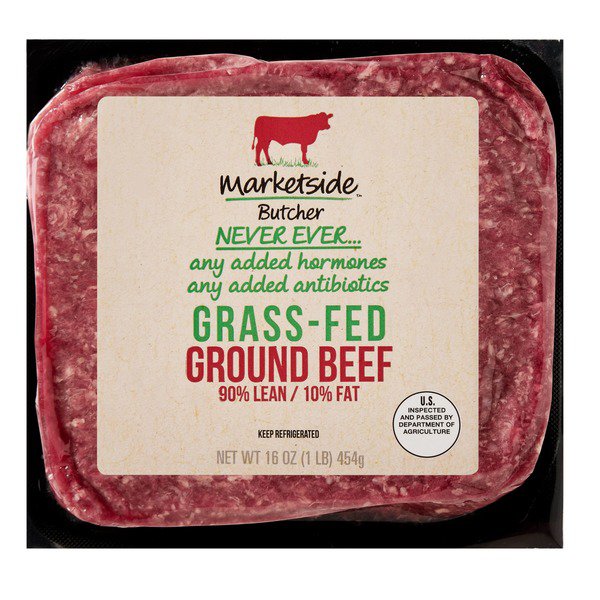 Marketside™
Butcher
NEVER EVER...
any added hormones
any added antibiotics
GRASS-FED
GROUND BEEF
90% LEAN / 10% FAT
U.S.
INSPECTED
AND PASSED BY
DEPARTMENT OF
AGRICULTURE
KEEP REFRIGERATED
NET WT 16 OZ (1 LB) 454g